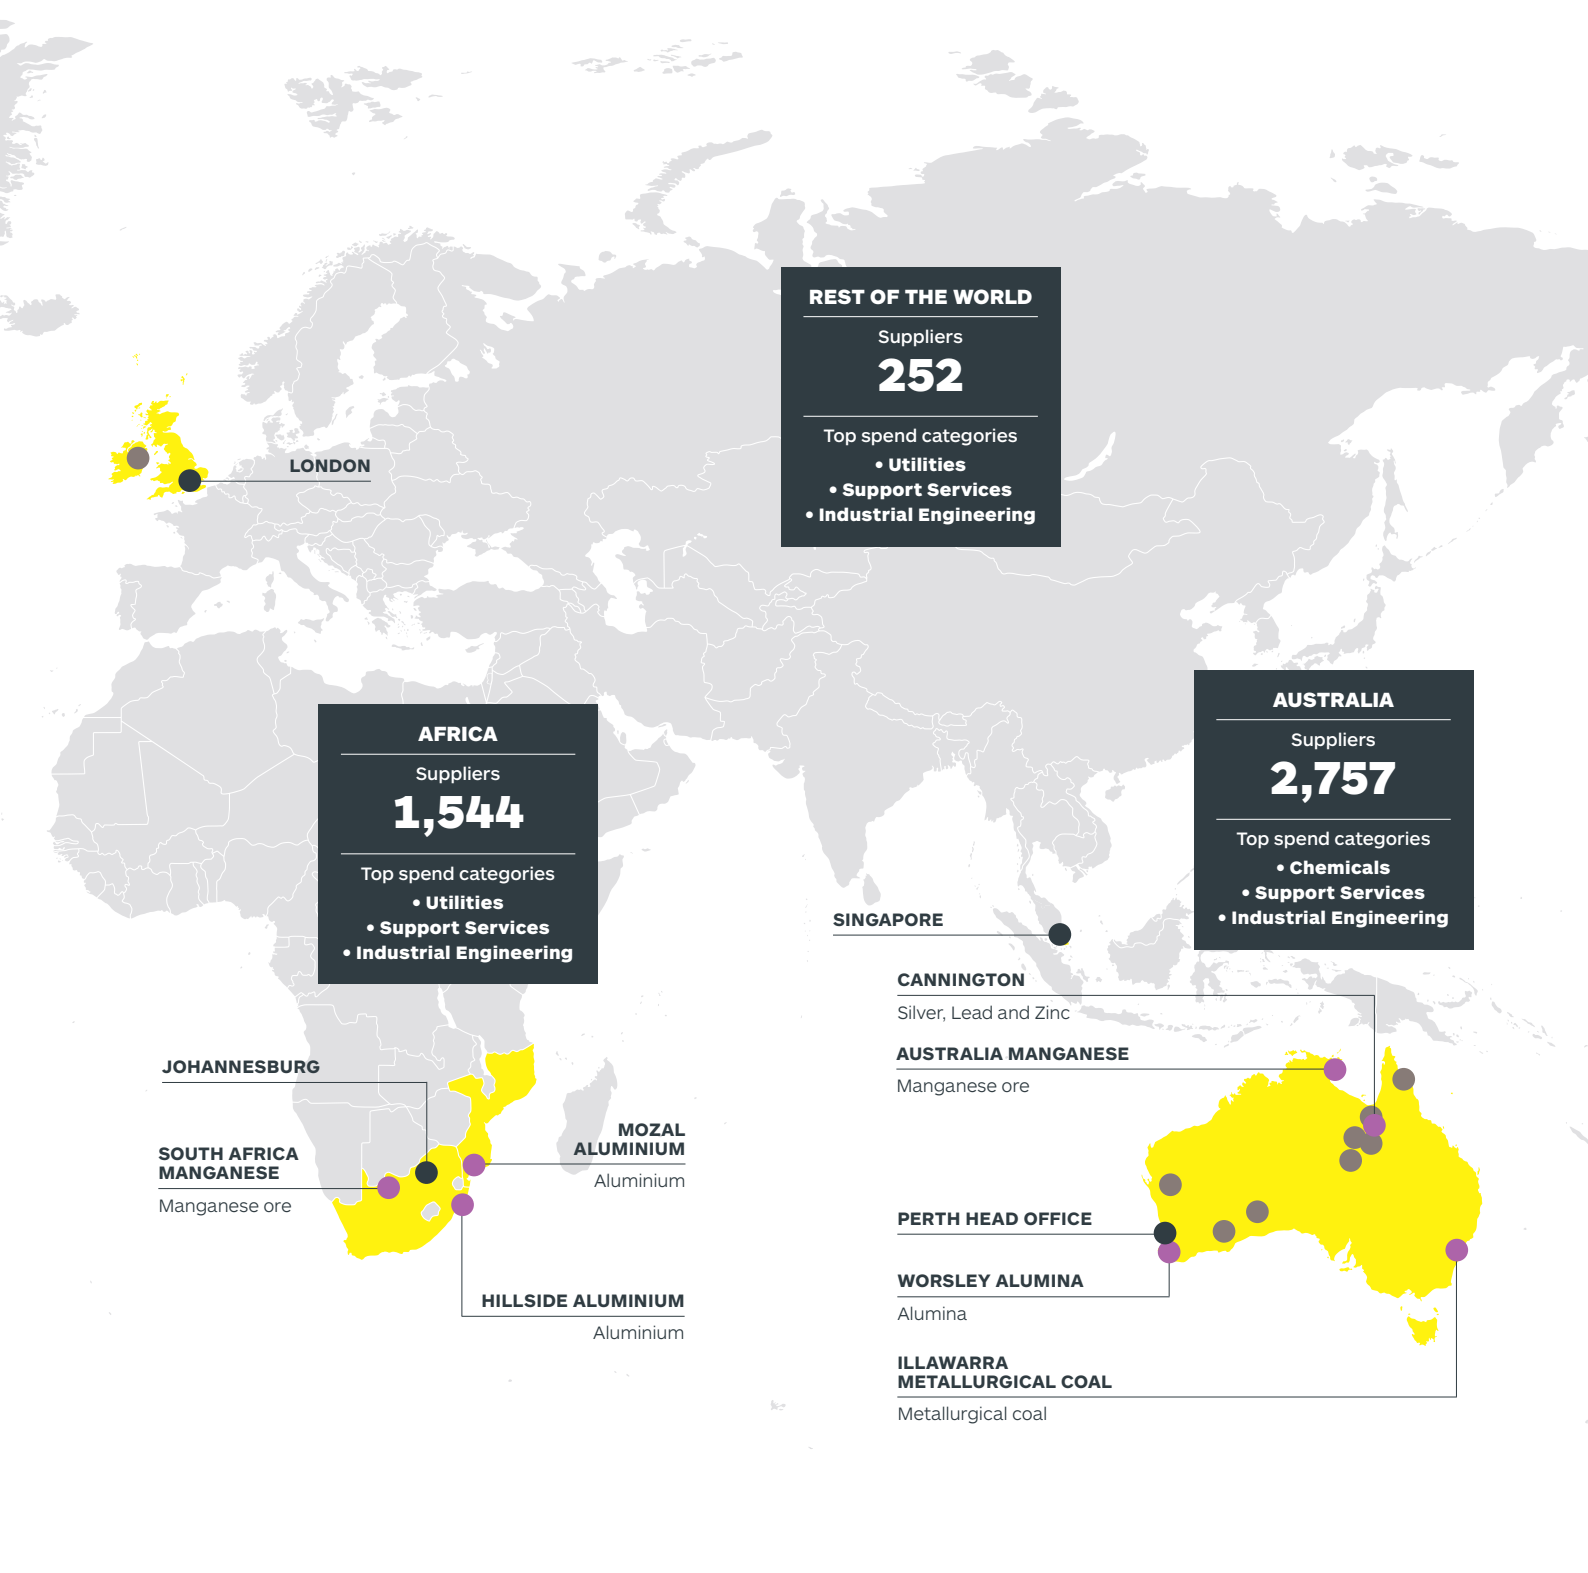 REST OF THE WORLD
Suppliers
252
Top spend categories
• Utilities
• Support Services
• Industrial Engineering
LONDON
AFRICA
Suppliers
1,544
Top spend categories
• Utilities
• Support Services
• Industrial Engineering
AUSTRALIA
Suppliers
2,757
Top spend categories
• Chemicals
• Support Services
• Industrial Engineering
SINGAPORE
CANNINGTON
Silver, Lead and Zinc
AUSTRALIA MANGANESE
Manganese ore
JOHANNESBURG
SOUTH AFRICA
MANGANESE
Manganese ore
MOZAL
ALUMINIUM
Aluminium
HILLSIDE ALUMINIUM
Aluminium
PERTH HEAD OFFICE
WORSLEY ALUMINA
Alumina
ILLAWARRA
METALLURGICAL COAL
Metallurgical coal